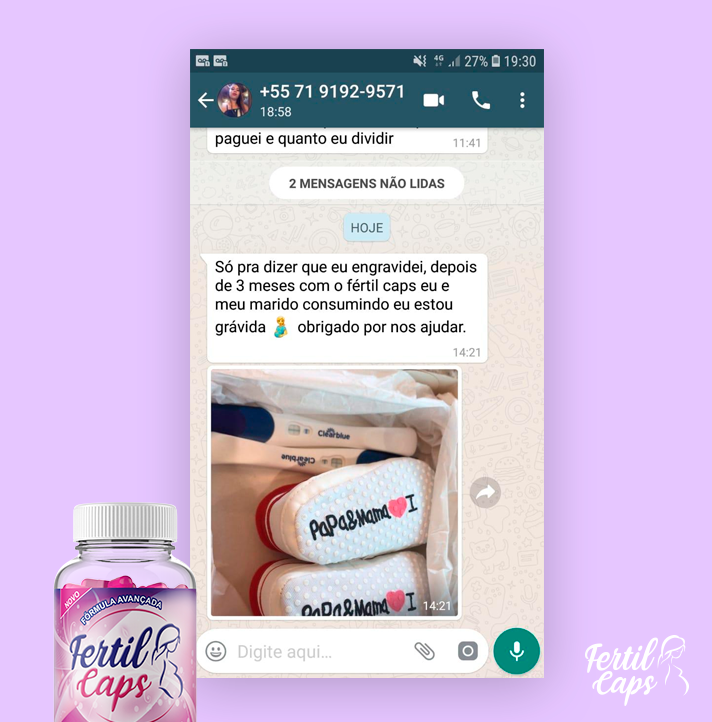 4G 27% 19:30
+55 71 9192-9571
18:58
paguei e quanto eu dividir
11:41
2 MENSAGENS NÃO LIDAS
HOJE
Só pra dizer que eu engravidei, depois
de 3 meses com o fértil caps eu e
meu marido consumindo eu estou
grávida 🤰 obrigado por nos ajudar.
14:21
Clearblue
Clearblue
PaPa&Mama❤I
PaPa&Mama❤I
14:21
Digite aqui...
NOVO
FÓRMULA AVANÇADA
Fertil
Caps
Fertil
Caps